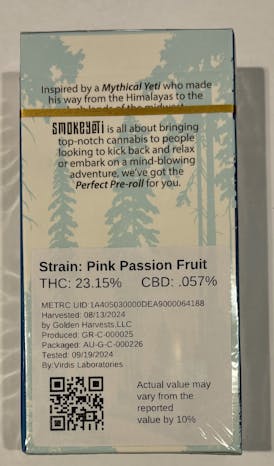 Inspired by a Mythical Yeti who made
his way from the Himalayas to the
of the midwest
SMOKEYETI is all about bringing
top-notch cannabis to people
looking to kick back and relax
or embark on a mind-blowing
adventure, we've got the
Perfect Pre-roll for you.
Strain: Pink Passion Fruit
THC: 23.15% CBD: .057%
METRC UID:1A405030000DEA9000064188
Harvested: 08/13/2024
by Golden Harvests,LLC
Produced: GR-C-000025
Packaged: AU-G-C-000226
Tested: 09/19/2024
By:Virdis Laboratories
Actual value may
vary from the
reported
value by 10%